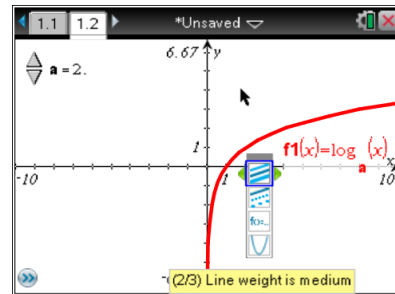 1.1 1.2 *Unsaved
6.67 y
a = 2.
1
f1(x)=log a (x)
-10 1 x 10
fo::.
(2/3) Line weight is medium